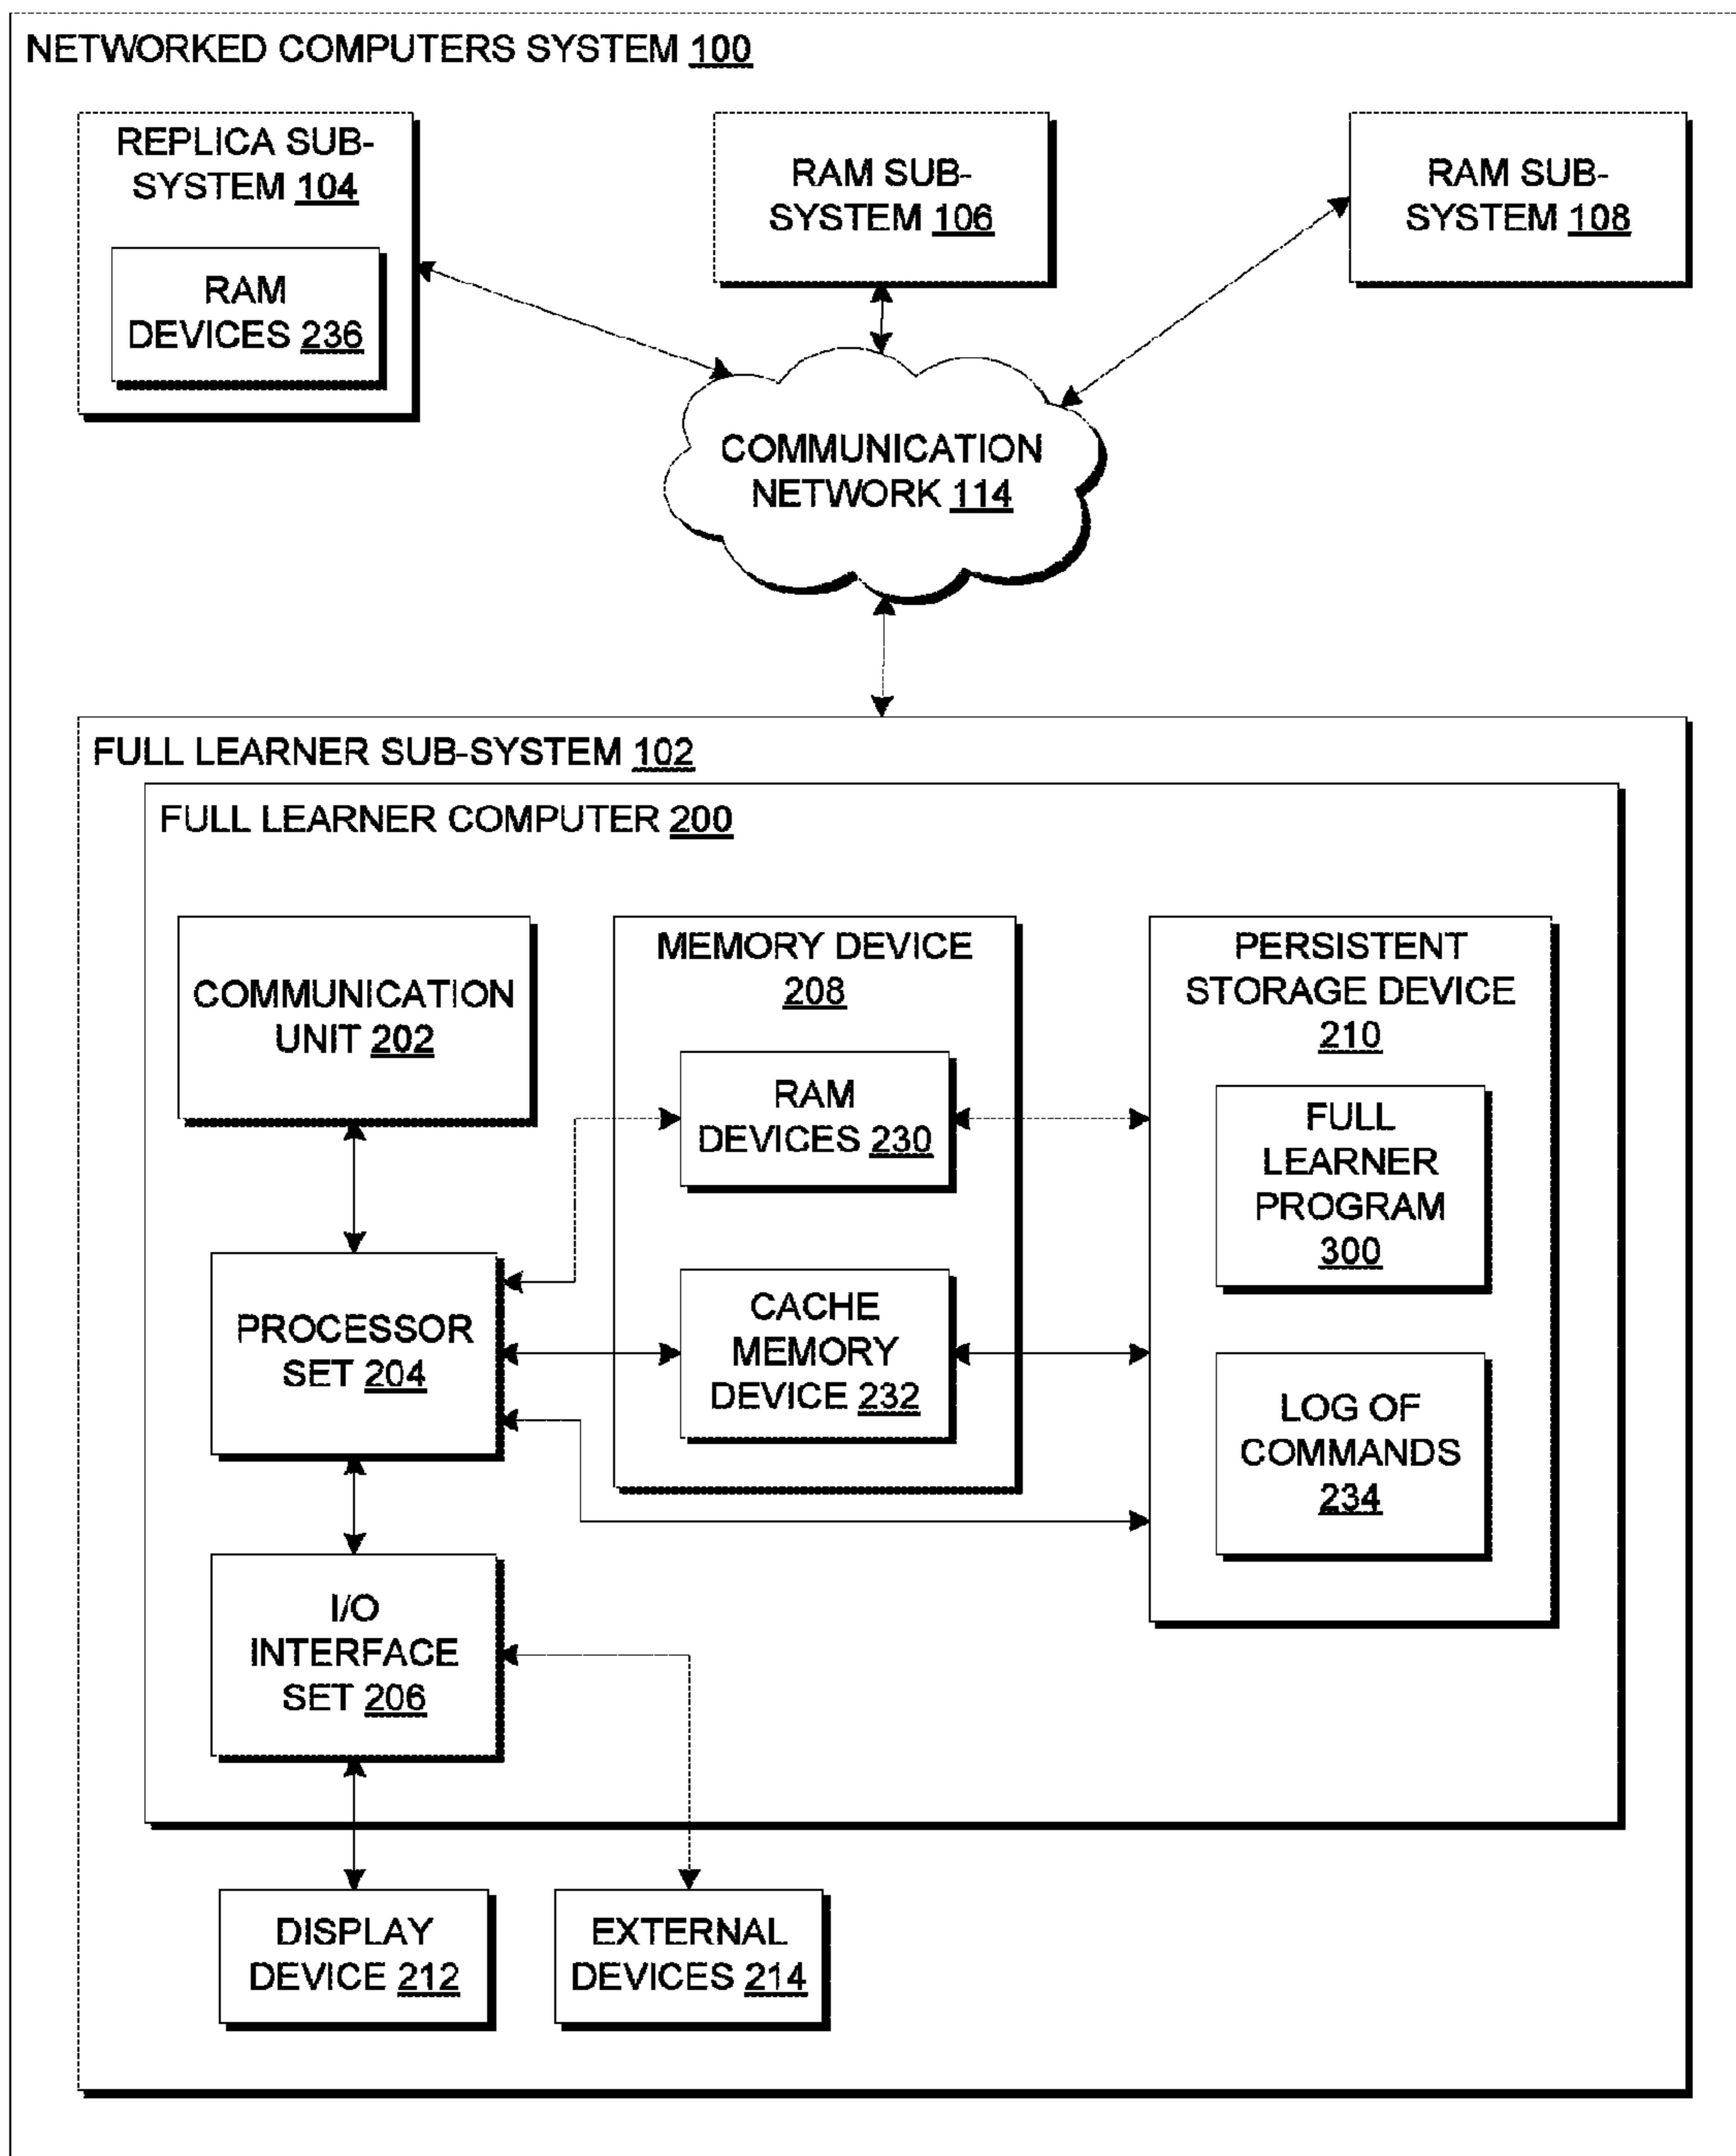 NETWORKED COMPUTERS SYSTEM 100
REPLICA SUB-
SYSTEM 104
RAM
DEVICES 236
RAM SUB-
SYSTEM 106
RAM SUB-
SYSTEM 108
COMMUNICATION
NETWORK 114
FULL LEARNER SUB-SYSTEM 102
FULL LEARNER COMPUTER 200
COMMUNICATION
UNIT 202
MEMORY DEVICE
208
PERSISTENT
STORAGE DEVICE
210
RAM
DEVICES 230
FULL
LEARNER
PROGRAM
300
PROCESSOR
SET 204
CACHE
MEMORY
DEVICE 232
LOG OF
COMMANDS
234
I/O
INTERFACE
SET 206
DISPLAY
DEVICE 212
EXTERNAL
DEVICES 214